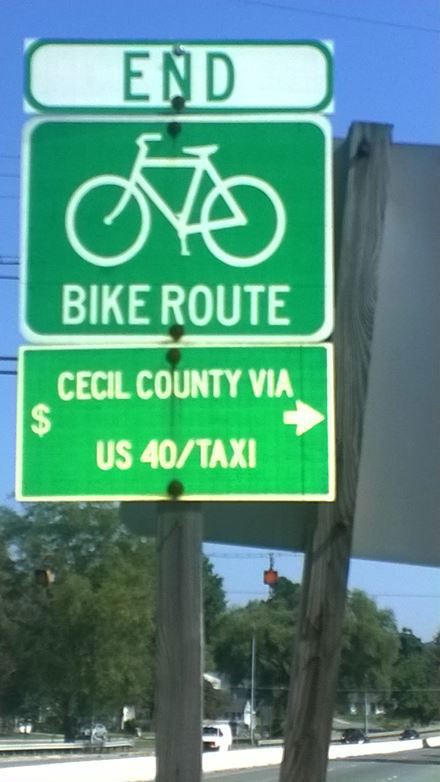 END
BIKE ROUTE
CECIL COUNTY VIA
$
US 40/TAXI